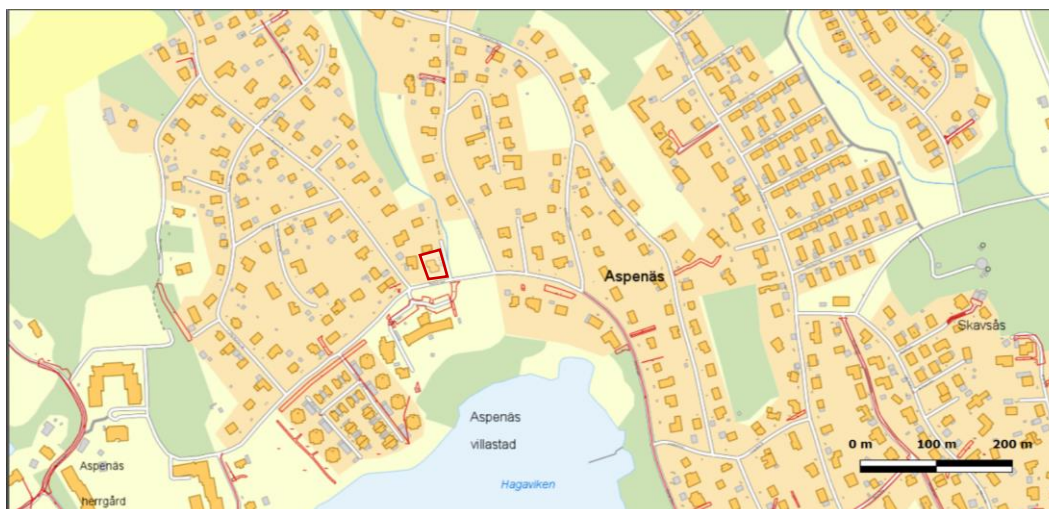 Aspenäs
Skavsås
Aspenäs
villastad
0 m 100 m 200 m
Aspenäs
herrgård
Hagaviken